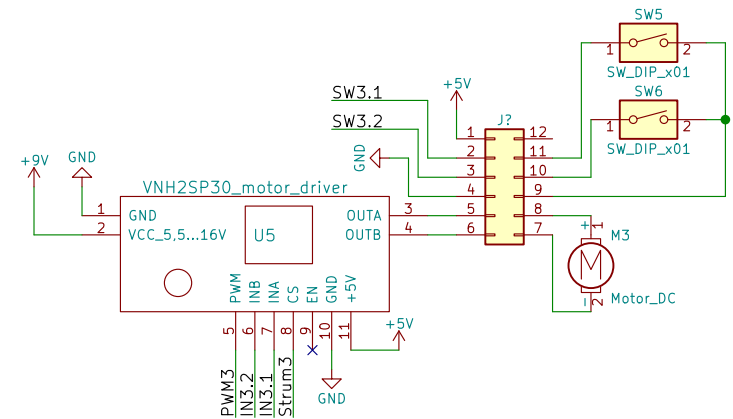 SW5
1 2
SW_DIP_x01
SW6
1 2
SW_DIP_x01
SW3.1
SW3.2
+5V
J?
1 12
2 11
3 10
4 9
5 8
6 7
GND
+9V
GND
VNH2SP30_motor_driver
1 GND OUTA 3
2 VCC_5,5...16V OUTB 4
U5
PWM INB INA CS EN GND +5V
5 6 7 8 9 10 11
+5V
PWM3 IN3.2 IN3.1 Strum3
GND
+ 1
M3
M
Motor_DC
- 2